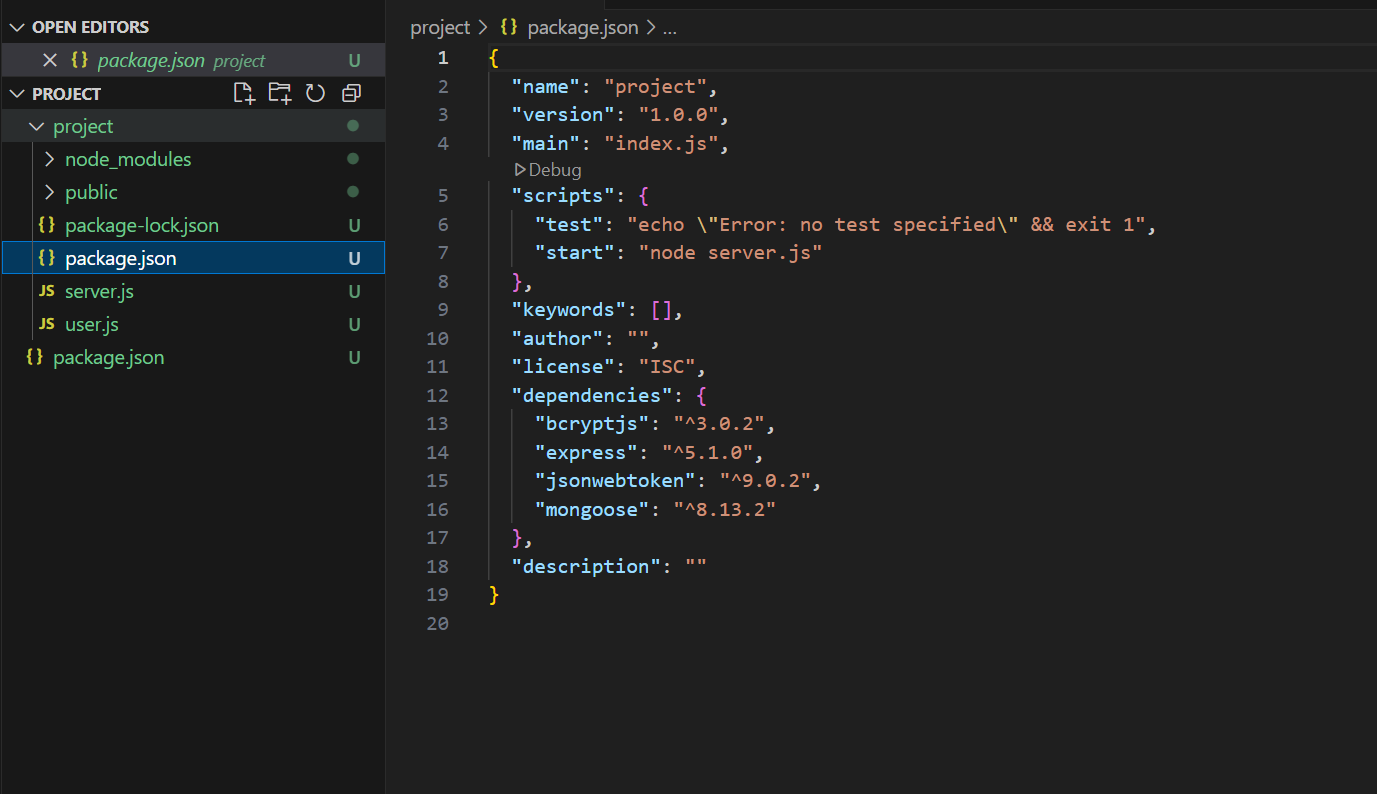 OPEN EDITORS
package.json project U
PROJECT
project
node_modules
public
package-lock.json U
package.json U
JS server.js U
JS user.js U
package.json U
project > {} package.json > ...
1 {
2 "name": "project",
3 "version": "1.0.0",
4 "main": "index.js",
Debug
5 "scripts": {
6 "test": "echo \"Error: no test specified\" && exit 1",
7 "start": "node server.js"
8 },
9 "keywords": [],
10 "author": "",
11 "license": "ISC",
12 "dependencies": {
13 "bcryptjs": "^3.0.2",
14 "express": "^5.1.0",
15 "jsonwebtoken": "^9.0.2",
16 "mongoose": "^8.13.2"
17 },
18 "description": ""
19 }
20